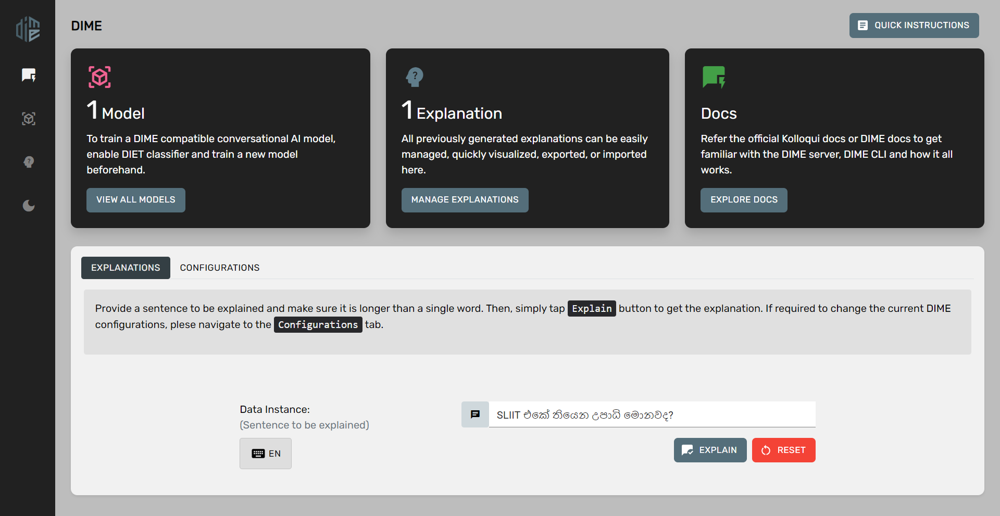 dime
DIME
QUICK INSTRUCTIONS
1 Model
To train a DIME compatible conversational AI model,
enable DIET classifier and train a new model
beforehand.
VIEW ALL MODELS
1 Explanation
All previously generated explanations can be easily
managed, quickly visualized, exported, or imported
here.
MANAGE EXPLANATIONS
Docs
Refer the official Kolloqui docs or DIME docs to get
familiar with the DIME server, DIME CLI and how it all
works.
EXPLORE DOCS
EXPLANATIONS CONFIGURATIONS
Provide a sentence to be explained and make sure it is longer than a single word. Then, simply tap Explain button to get the explanation. If required to change the current DIME
configurations, plese navigate to the Configurations tab.
Data Instance:
(Sentence to be explained)
EN
SLIIT එකේ තියෙන උපාධි මොනවද?
EXPLAIN RESET